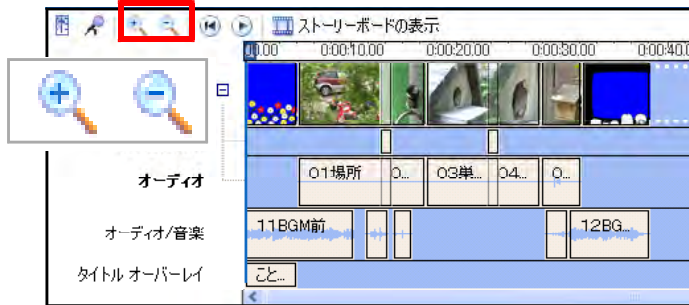 ストーリーボードの表示
00.00 0:00:10.00 0:00:20.00 0:00:30.00 0:00:40.0
オーディオ 01場所 0... 03単... 04... 0...
オーディオ/音楽 11BGM前 12BG...
タイトル オーバーレイ こと...